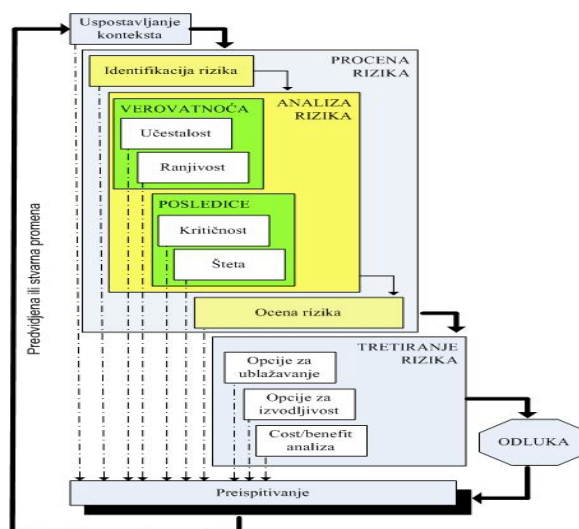 Uspostavljanje
konteksta
PROCENA
RIZIKA
Identifikacija rizika
ANALIZA
RIZIKA
VEROVATNOĆA
Učestalost
Ranjivost
POSLEDICE
Kritičnost
Šteta
Ocena rizika
TRETIRANJE
RIZIKA
Opcije za
ublažavanje
Opcije za
izvodljivost
Cost/benefit
analiza
ODLUKA
Preispitivanje
Predvidjena ili stvarna promena